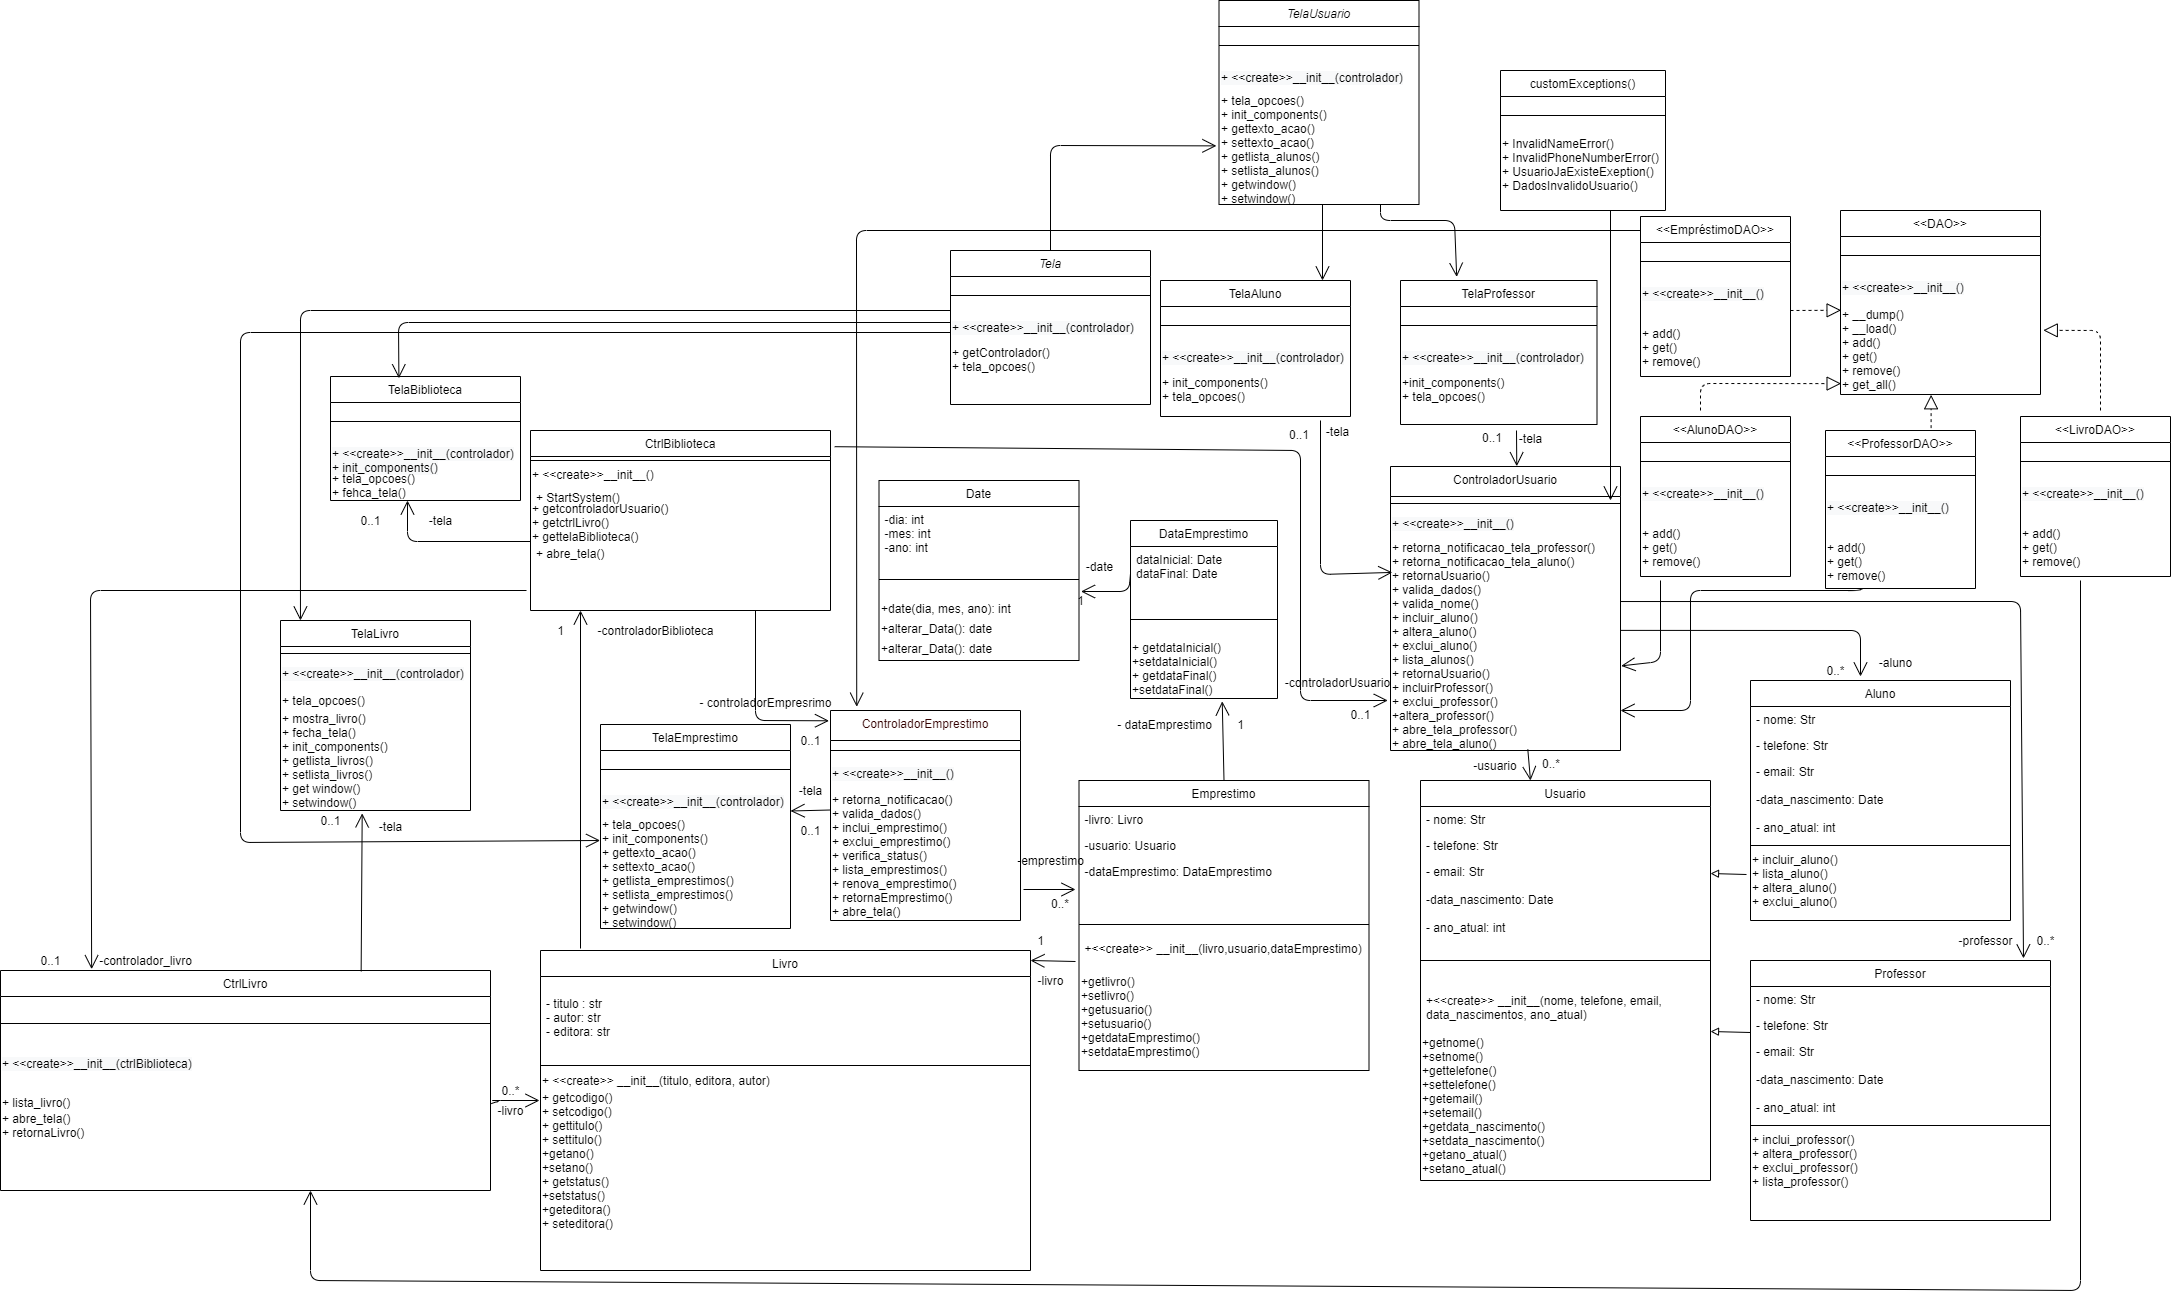 TelaUsuario
+ <<create>>__init__(controlador)
+ tela_opcoes()
+ init_components()
+ gettexto_acao()
+ settexto_acao()
+ getlista_alunos()
+ setlista_alunos()
+ getwindow()
+ setwindow()
customExceptions()
+ InvalidNameError()
+ InvalidPhoneNumberError()
+ UsuarioJaExisteExeption()
+ DadosInvalidoUsuario()
<<EmpréstimoDAO>>
+ <<create>>__init__()
+ add()
+ get()
+ remove()
<<DAO>>
+ <<create>>__init__()
+ __dump()
+ __load()
+ add()
+ get()
+ remove()
+ get_all()
Tela
+ <<create>>__init__(controlador)
+ getControlador()
+ tela_opcoes()
TelaAluno
+ <<create>>__init__(controlador)
+ init_components()
+ tela_opcoes()
0..1
-tela
TelaProfessor
+ <<create>>__init__(controlador)
+init_components()
+ tela_opcoes()
0..1
-tela
TelaBiblioteca
+ <<create>>__init__(controlador)
+ init_components()
+ tela_opcoes()
+ fehca_tela()
0..1
-tela
CtrlBiblioteca
+ <<create>>__init__()
+ StartSystem()
+ getcontroladorUsuario()
+ getctrlLivro()
+ gettelaBiblioteca()
+ abre_tela()
1
-controladorBiblioteca
<<AlunoDAO>>
+ <<create>>__init__()
+ add()
+ get()
+ remove()
<<ProfessorDAO>>
+ <<create>>__init__()
+ add()
+ get()
+ remove()
<<LivroDAO>>
+ <<create>>__init__()
+ add()
+ get()
+ remove()
Date
-dia: int
-mes: int
-ano: int
+date(dia, mes, ano): int
+alterar_Data(): date
+alterar_Data(): date
-date
1
DataEmprestimo
dataInicial: Date
dataFinal: Date
+ getdataInicial()
+setdataInicial()
+ getdataFinal()
+setdataFinal()
- dataEmprestimo
1
ControladorUsuario
+ <<create>>__init__()
+ retorna_notificacao_tela_professor()
+ retorna_notificacao_tela_aluno()
+ retornaUsuario()
+ valida_dados()
+ valida_nome()
+ incluir_aluno()
+ altera_aluno()
+ exclui_aluno()
+ lista_alunos()
+ retornaUsuario()
+ incluirProfessor()
+ exclui_professor()
+altera_professor()
+ abre_tela_professor()
+ abre_tela_aluno()
-controladorUsuario
0..1
-usuario
0..*
TelaLivro
+ <<create>>__init__(controlador)
+ tela_opcoes()
+ mostra_livro()
+ fecha_tela()
+ init_components()
+ getlista_livros()
+ setlista_livros()
+ get window()
+ setwindow()
0..1
-tela
- controladorEmpresrimo
0..1
TelaEmprestimo
+ <<create>>__init__(controlador)
+ tela_opcoes()
+ init_components()
+ gettexto_acao()
+ settexto_acao()
+ getlista_emprestimos()
+ setlista_emprestimos()
+ getwindow()
+ setwindow()
-tela
0..1
ControladorEmprestimo
+ <<create>>__init__()
+ retorna_notificacao()
+ valida_dados()
+ inclui_emprestimo()
+ exclui_emprestimo()
+ verifica_status()
+ lista_emprestimos()
+ renova_emprestimo()
+ retornaEmprestimo()
+ abre_tela()
-emprestimo
0..*
Emprestimo
-livro: Livro
-usuario: Usuario
-dataEmprestimo: DataEmprestimo
+<<create>> __init__(livro,usuario,dataEmprestimo)
+getlivro()
+setlivro()
+getusuario()
+setusuario()
+getdataEmprestimo()
+setdataEmprestimo()
1
-livro
Usuario
- nome: Str
- telefone: Str
- email: Str
-data_nascimento: Date
- ano_atual: int
+<<create>> __init__(nome, telefone, email,
data_nascimentos, ano_atual)
+getnome()
+setnome()
+gettelefone()
+settelefone()
+getemail()
+setemail()
+getdata_nascimento()
+setdata_nascimento()
+getano_atual()
+setano_atual()
-aluno
0..*
Aluno
- nome: Str
- telefone: Str
- email: Str
-data_nascimento: Date
- ano_atual: int
+ incluir_aluno()
+ lista_aluno()
+ altera_aluno()
+ exclui_aluno()
-professor
0..*
Professor
- nome: Str
- telefone: Str
- email: Str
-data_nascimento: Date
- ano_atual: int
+ inclui_professor()
+ altera_professor()
+ exclui_professor()
+ lista_professor()
0..1
-controlador_livro
CtrlLivro
+ <<create>>__init__(ctrlBiblioteca)
+ lista_livro()
+ abre_tela()
+ retornaLivro()
0..*
-livro
Livro
- titulo : str
- autor: str
- editora: str
+ <<create>> __init__(titulo, editora, autor)
+ getcodigo()
+ setcodigo()
+ gettitulo()
+ settitulo()
+getano()
+setano()
+ getstatus()
+setstatus()
+geteditora()
+ seteditora()